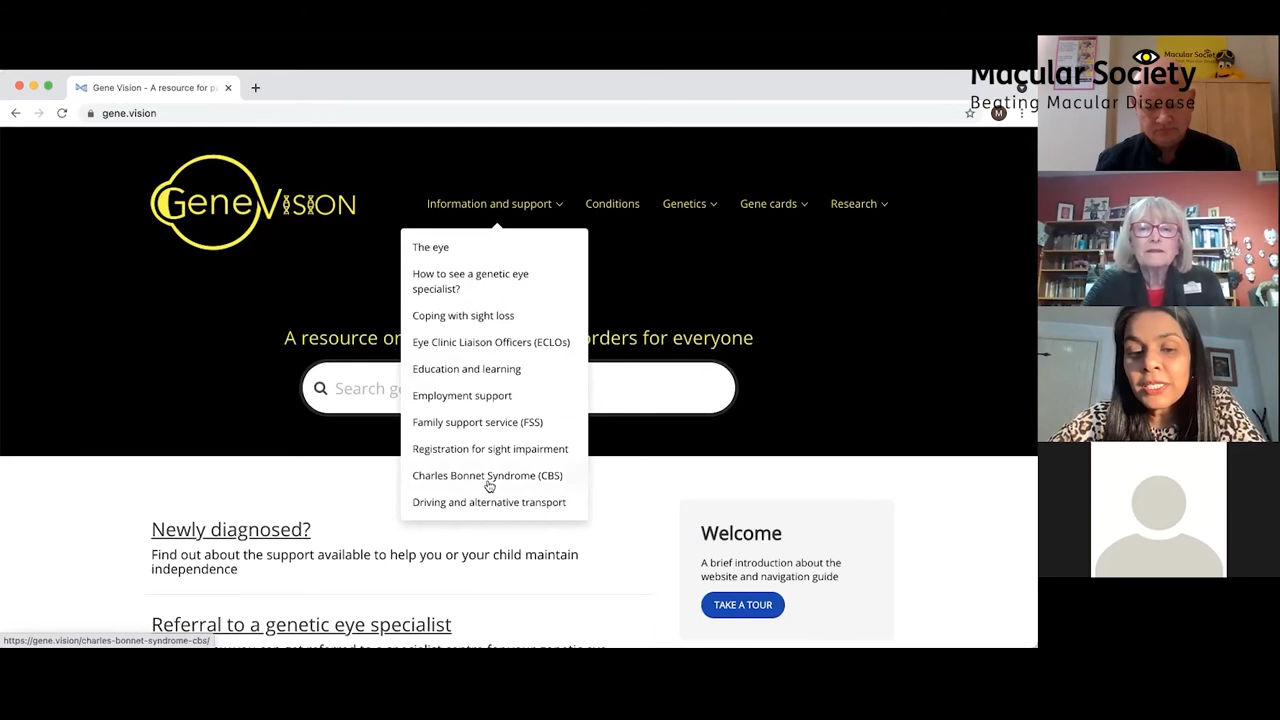 Macular Society
Beating Macular Disease
Gene Vision - A resource for pa
gene.vision
M
GeneVision
Information and support
Conditions
Genetics
Gene cards
Research
The eye
How to see a genetic eye
specialist?
Coping with sight loss
Eye Clinic Liaison Officers (ECLOs)
Education and learning
Employment support
Family support service (FSS)
Registration for sight impairment
Charles Bonnet Syndrome (CBS)
Driving and alternative transport
A resource on
orders for everyone
Search ge
Newly diagnosed?
Find out about the support available to help you or your child maintain
independence
Referral to a genetic eye specialist
Welcome
A brief introduction about the
website and navigation guide
TAKE A TOUR
https://gene.vision/charles-bonnet-syndrome-cbs/